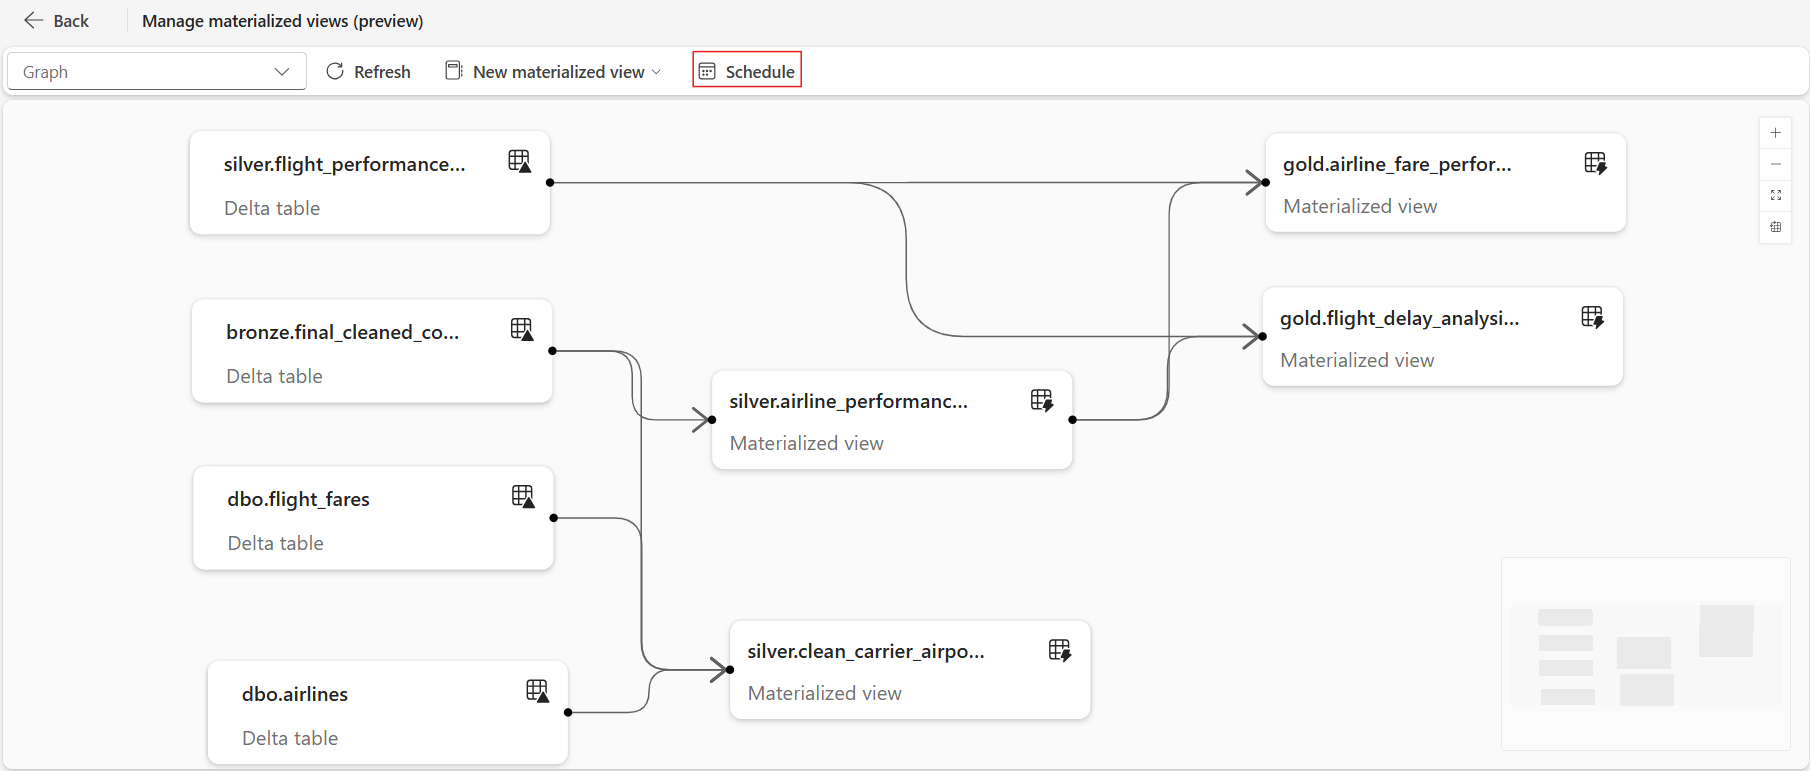 Back
Manage materialized views (preview)
Graph
Refresh
New materialized view
Schedule
silver.flight_performance...
Delta table
gold.airline_fare_perfor...
Materialized view
bronze.final_cleaned_co...
Delta table
gold.flight_delay_analysi...
Materialized view
silver.airline_performanc...
Materialized view
dbo.flight_fares
Delta table
silver.clean_carrier_airpo...
Materialized view
dbo.airlines
Delta table